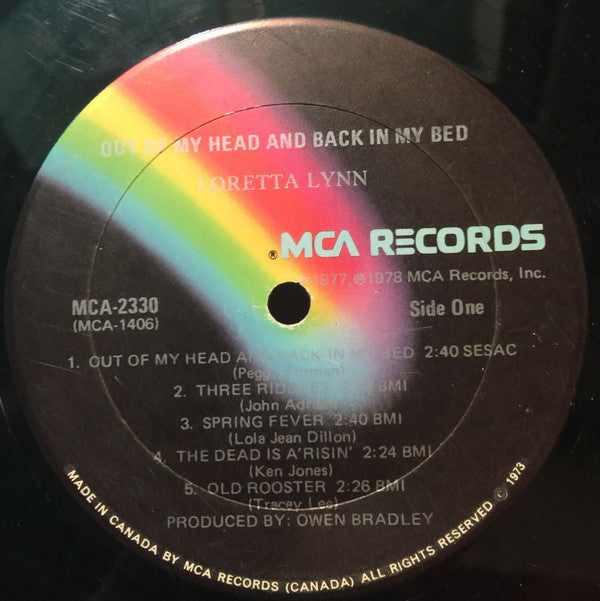 OUT OF MY HEAD AND BACK IN MY BED
LORETTA LYNN
® MCA RECORDS
1977, ℗1978 MCA Records, Inc.
MCA-2330
(MCA-1406)
Side One
1. OUT OF MY HEAD AND BACK IN MY BED 2:40 SESAC
(Peggy
2. THREE BMI
(John
3. SPRING FEVER 2:40 BMI
(Lola Jean Dillon)
4. THE DEAD IS A'RISIN' 2:24 BMI
(Ken Jones)
5. OLD ROOSTER 2:26 BMI
(Tracey Lee)
PRODUCED BY: OWEN BRADLEY
MADE IN CANADA BY MCA RECORDS (CANADA) ALL RIGHTS RESERVED © 1973